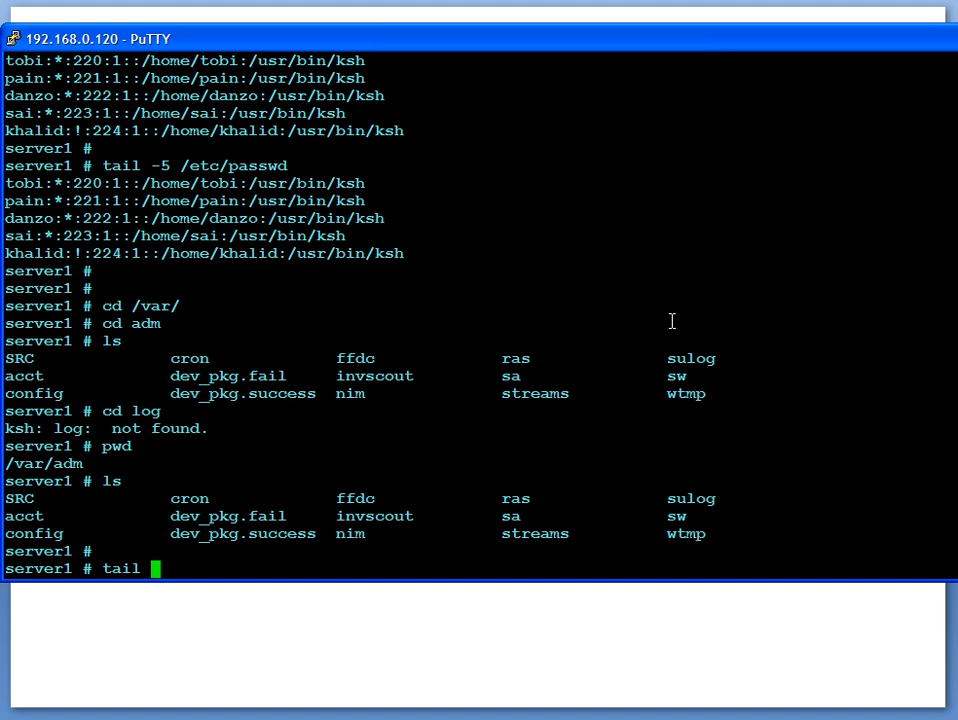 192.168.0.120 - PuTTY
tobi:*:220:1::/home/tobi:/usr/bin/ksh
pain:*:221:1::/home/pain:/usr/bin/ksh
danzo:*:222:1::/home/danzo:/usr/bin/ksh
sai:*:223:1::/home/sai:/usr/bin/ksh
khalid:!:224:1::/home/khalid:/usr/bin/ksh
server1 #
server1 # tail -5 /etc/passwd
tobi:*:220:1::/home/tobi:/usr/bin/ksh
pain:*:221:1::/home/pain:/usr/bin/ksh
danzo:*:222:1::/home/danzo:/usr/bin/ksh
sai:*:223:1::/home/sai:/usr/bin/ksh
khalid:!:224:1::/home/khalid:/usr/bin/ksh
server1 #
server1 #
server1 # cd /var/
server1 # cd adm
server1 # ls
SRC cron ffdc ras sulog
acct dev_pkg.fail invscout sa sw
config dev_pkg.success nim streams wtmp
server1 # cd log
ksh: log:  not found.
server1 # pwd
/var/adm
server1 # ls
SRC cron ffdc ras sulog
acct dev_pkg.fail invscout sa sw
config dev_pkg.success nim streams wtmp
server1 #
server1 # tail